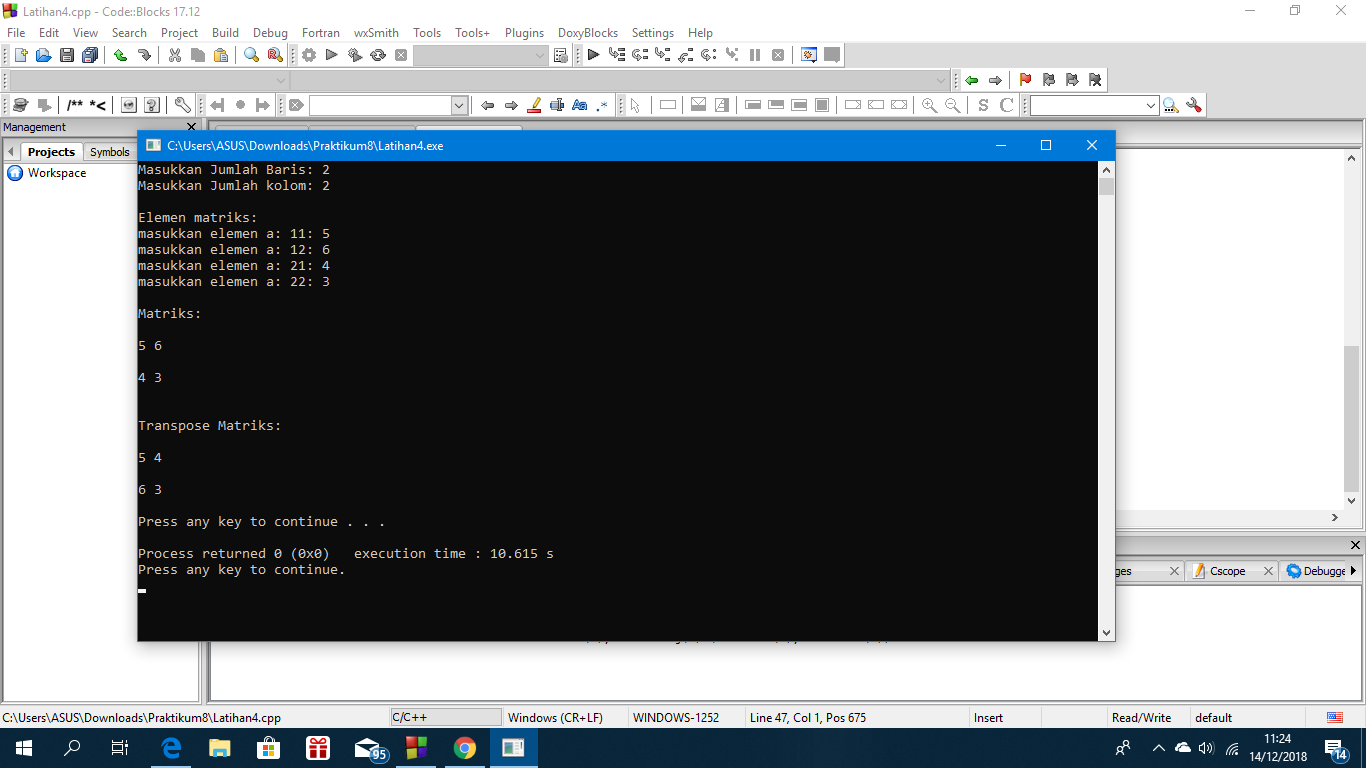 Latihan4.cpp - Code::Blocks 17.12
File Edit View Search Project Build Debug Fortran wxSmith Tools Tools+ Plugins DoxyBlocks Settings Help
/** *<
Aa .*
S C
Management
Projects Symbols
Workspace
C:\Users\ASUS\Downloads\Praktikum8\Latihan4.exe
Masukkan Jumlah Baris: 2
Masukkan Jumlah kolom: 2
Elemen matriks:
masukkan elemen a: 11: 5
masukkan elemen a: 12: 6
masukkan elemen a: 21: 4
masukkan elemen a: 22: 3
Matriks:
5 6
4 3
Transpose Matriks:
5 4
6 3
Press any key to continue . . .
Process returned 0 (0x0)   execution time : 10.615 s
Press any key to continue.
ges Cscope Debugge
C:\Users\ASUS\Downloads\Praktikum8\Latihan4.cpp C/C++ Windows (CR+LF) WINDOWS-1252 Line 47, Col 1, Pos 675 Insert Read/Write default
95
11:24
14/12/2018
14